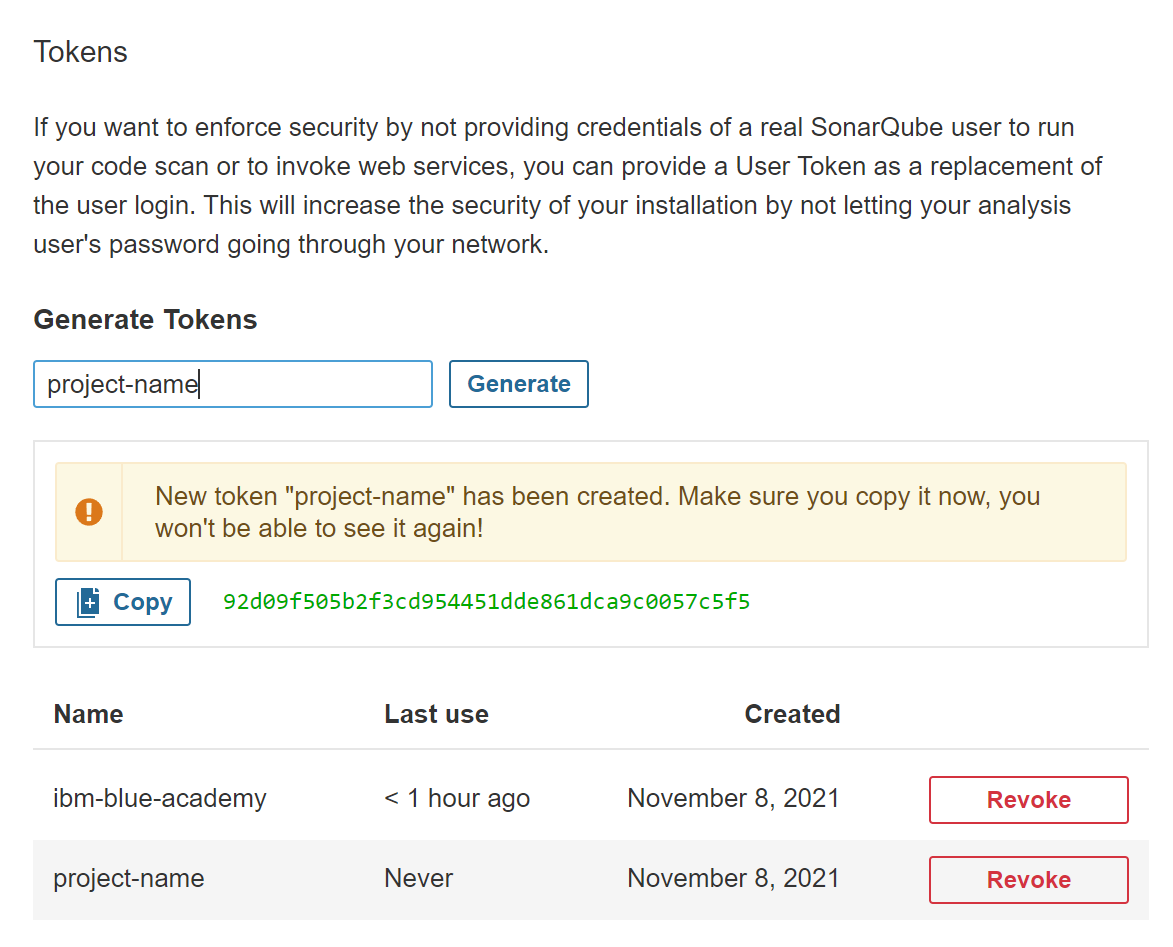 Tokens
If you want to enforce security by not providing credentials of a real SonarQube user to run
your code scan or to invoke web services, you can provide a User Token as a replacement of
the user login. This will increase the security of your installation by not letting your analysis
user's password going through your network.
Generate Tokens
project-name Generate
New token "project-name" has been created. Make sure you copy it now, you
won't be able to see it again!
Copy 92d09f505b2f3cd954451dde861dca9c0057c5f5
Name Last use Created
ibm-blue-academy < 1 hour ago November 8, 2021 Revoke
project-name Never November 8, 2021 Revoke